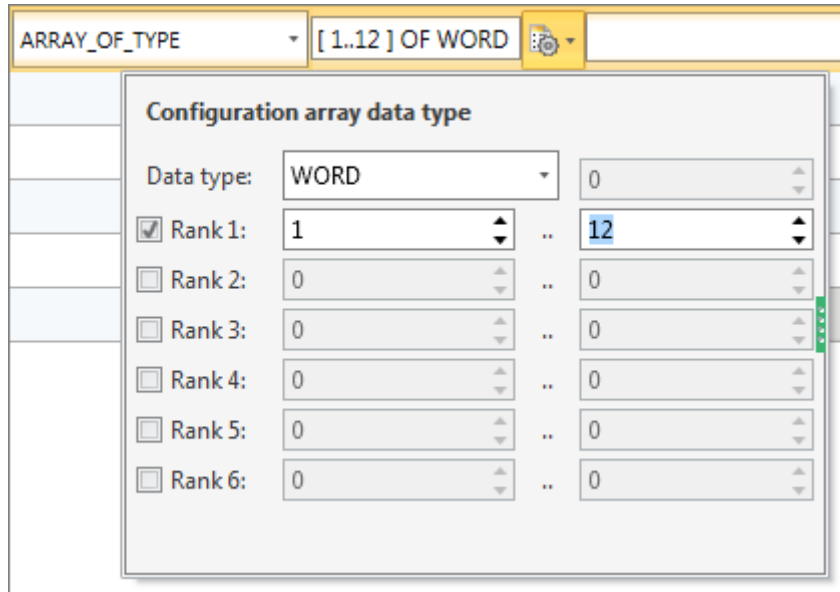 ARRAY_OF_TYPE [ 1..12 ] OF WORD
Configuration array data type
Data type: WORD 0
Rank 1: 1 .. 12
Rank 2: 0 .. 0
Rank 3: 0 .. 0
Rank 4: 0 .. 0
Rank 5: 0 .. 0
Rank 6: 0 .. 0